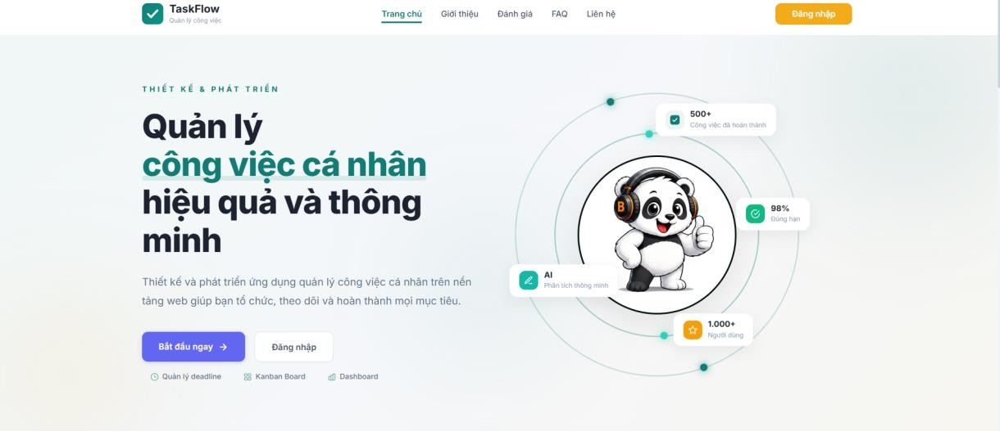 TaskFlow
Quản lý công việc
Trang chủ
Giới thiệu
Đánh giá
FAQ
Liên hệ
Đăng nhập
THIẾT KẾ & PHÁT TRIỂN
Quản lý
công việc cá nhân
hiệu quả và thông
minh
Thiết kế và phát triển ứng dụng quản lý công việc cá nhân trên nền
tảng web giúp bạn tổ chức, theo dõi và hoàn thành mọi mục tiêu.
Bắt đầu ngay →
Đăng nhập
Quản lý deadline
Kanban Board
Dashboard
500+
Công việc đã hoàn thành
B
98%
Đúng hạn
AI
Phân tích thông minh
1.000+
Người dùng